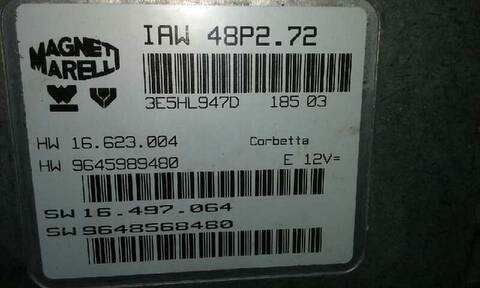 MAGNETI
MARELLI
IAW 48P2.72
3E5HL947D 185 03
HW 16.623.004 Corbetta
HW 9645989480 E 12V=
SW 16.497.064
SW 9648568480